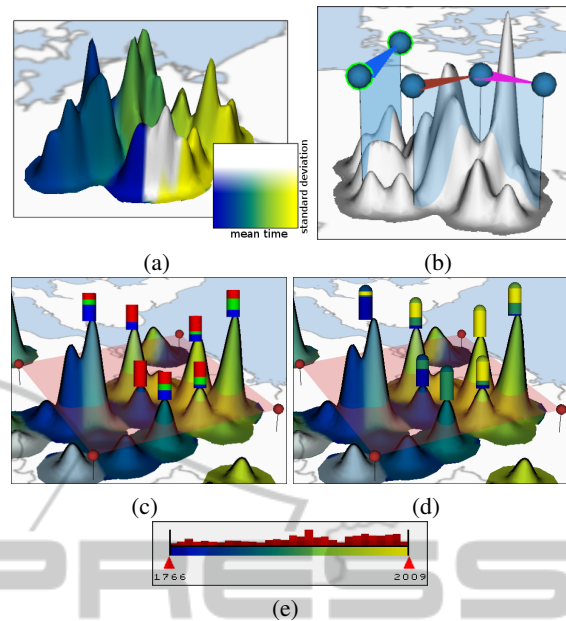 standard deviation
mean time
(a)
(b)
(c)
(d)
1766
2009
(e)
PRESS